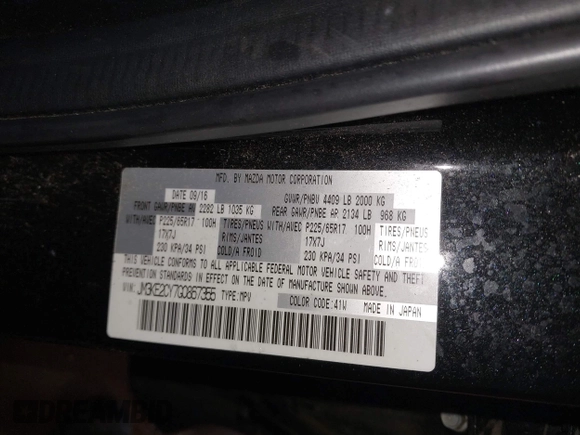 MFD. BY MAZDA MOTOR CORPORATION
DATE 09/16 GVWR/PNBV 4409 LB 2000 KG
FRONT GAWR/PNBE AV 2282 LB 1035 KG REAR GAWR/PNBE AR 2134 LB 968 KG
WITH/AVEC P225/65R17 100H TIRES/PNEUS WITH/AVEC P225/65R17 100H TIRES/PNEUS
17X7J RIMS/JANTES 17X7J RIMS/JANTES
230 KPA/34 PSI COLD/A FROID 230 KPA/34 PSI COLD/A FROID
THIS VEHICLE CONFORMS TO ALL APPLICABLE FEDERAL MOTOR VEHICLE SAFETY AND THEFT
PREVENTION STANDARDS IN EFFECT ON THE DATE OF MANUFACTURE SHOWN ABOVE.
VIN: JM3KE2CY7G0867355 TYPE:MPV
COLOR CODE:41W MADE IN JAPAN
DREAMBID